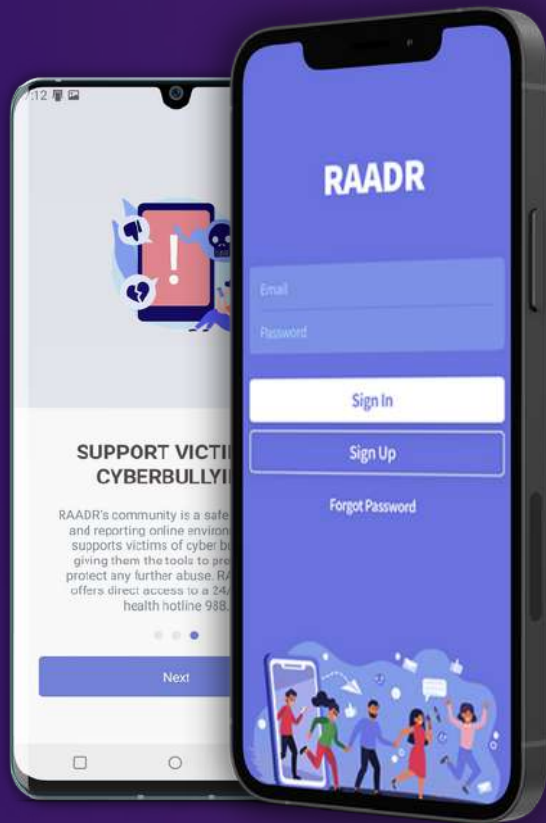 :12
SUPPORT VICTI
CYBERBULLYI
RAADR's community is a safe
and reporting online environ
supports victims of cyber b
giving them the tools to pre
protect any further abuse. RA
offers direct access to a 24/
health hotline 988.
Next
RAADR
Email
Password
Sign In
Sign Up
Forgot Password